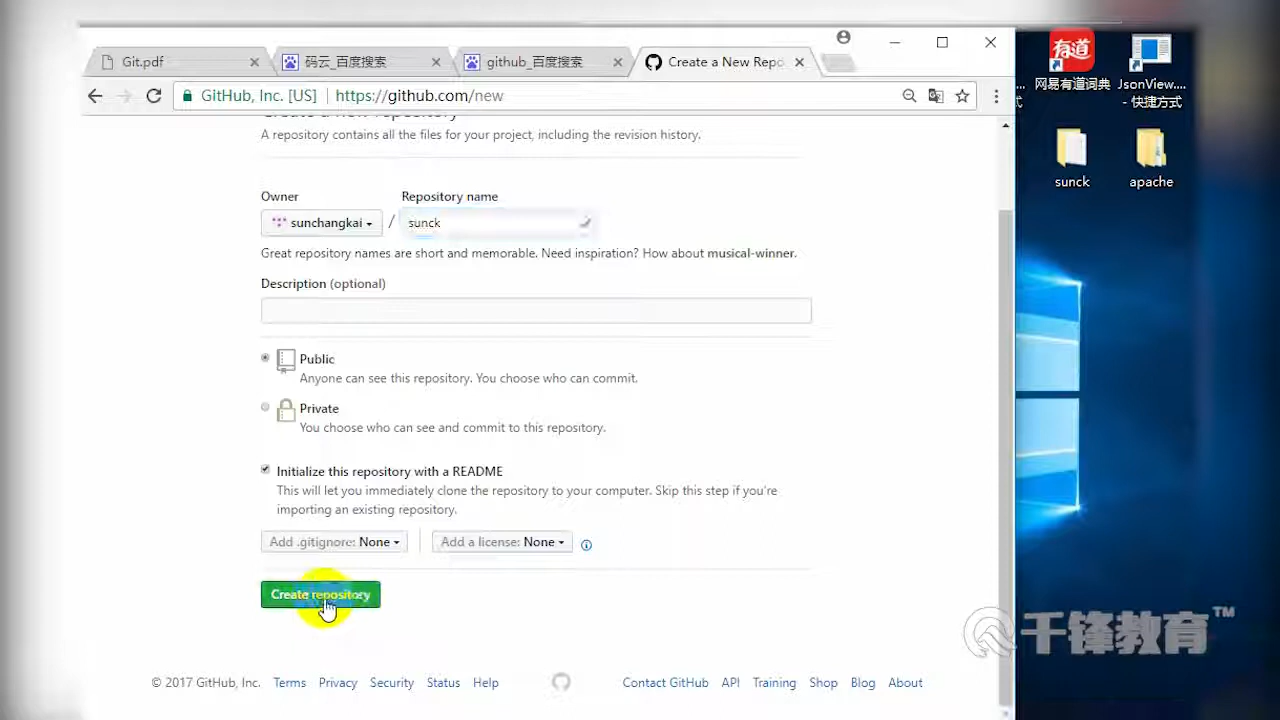 Git.pdf
码云_百度搜索
github_百度搜索
Create a New Repo
GitHub, Inc. [US]
https://github.com/new
Create a new repository
A repository contains all the files for your project, including the revision history.
Owner
Repository name
sunchangkai
/
sunck
Great repository names are short and memorable. Need inspiration? How about musical-winner.
Description (optional)
Public
Anyone can see this repository. You choose who can commit.
Private
You choose who can see and commit to this repository.
Initialize this repository with a README
This will let you immediately clone the repository to your computer. Skip this step if you're
importing an existing repository.
Add .gitignore: None
Add a license: None
Create repository
© 2017 GitHub, Inc.
Terms
Privacy
Security
Status
Help
Contact GitHub
API
Training
Shop
Blog
About
有道
网易有道词典
JsonView....
- 快捷方式
sunck
apache
千锋教育™